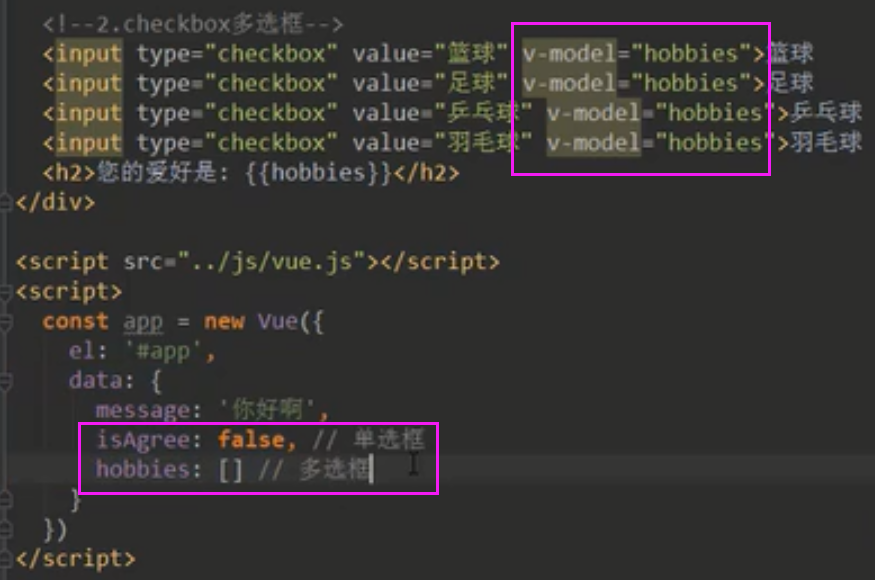 <!--2.checkbox多选框-->
<input type="checkbox" value="篮球" v-model="hobbies">篮球
<input type="checkbox" value="足球" v-model="hobbies">足球
<input type="checkbox" value="乒乓球" v-model="hobbies">乒乓球
<input type="checkbox" value="羽毛球" v-model="hobbies">羽毛球
<h2>您的爱好是: {{hobbies}}</h2>
</div>
<script src="../js/vue.js"></script>
<script>
const app = new Vue({
el: '#app',
data: {
message: '你好啊',
isAgree: false, // 单选框
hobbies: [] // 多选框
}
})
</script>